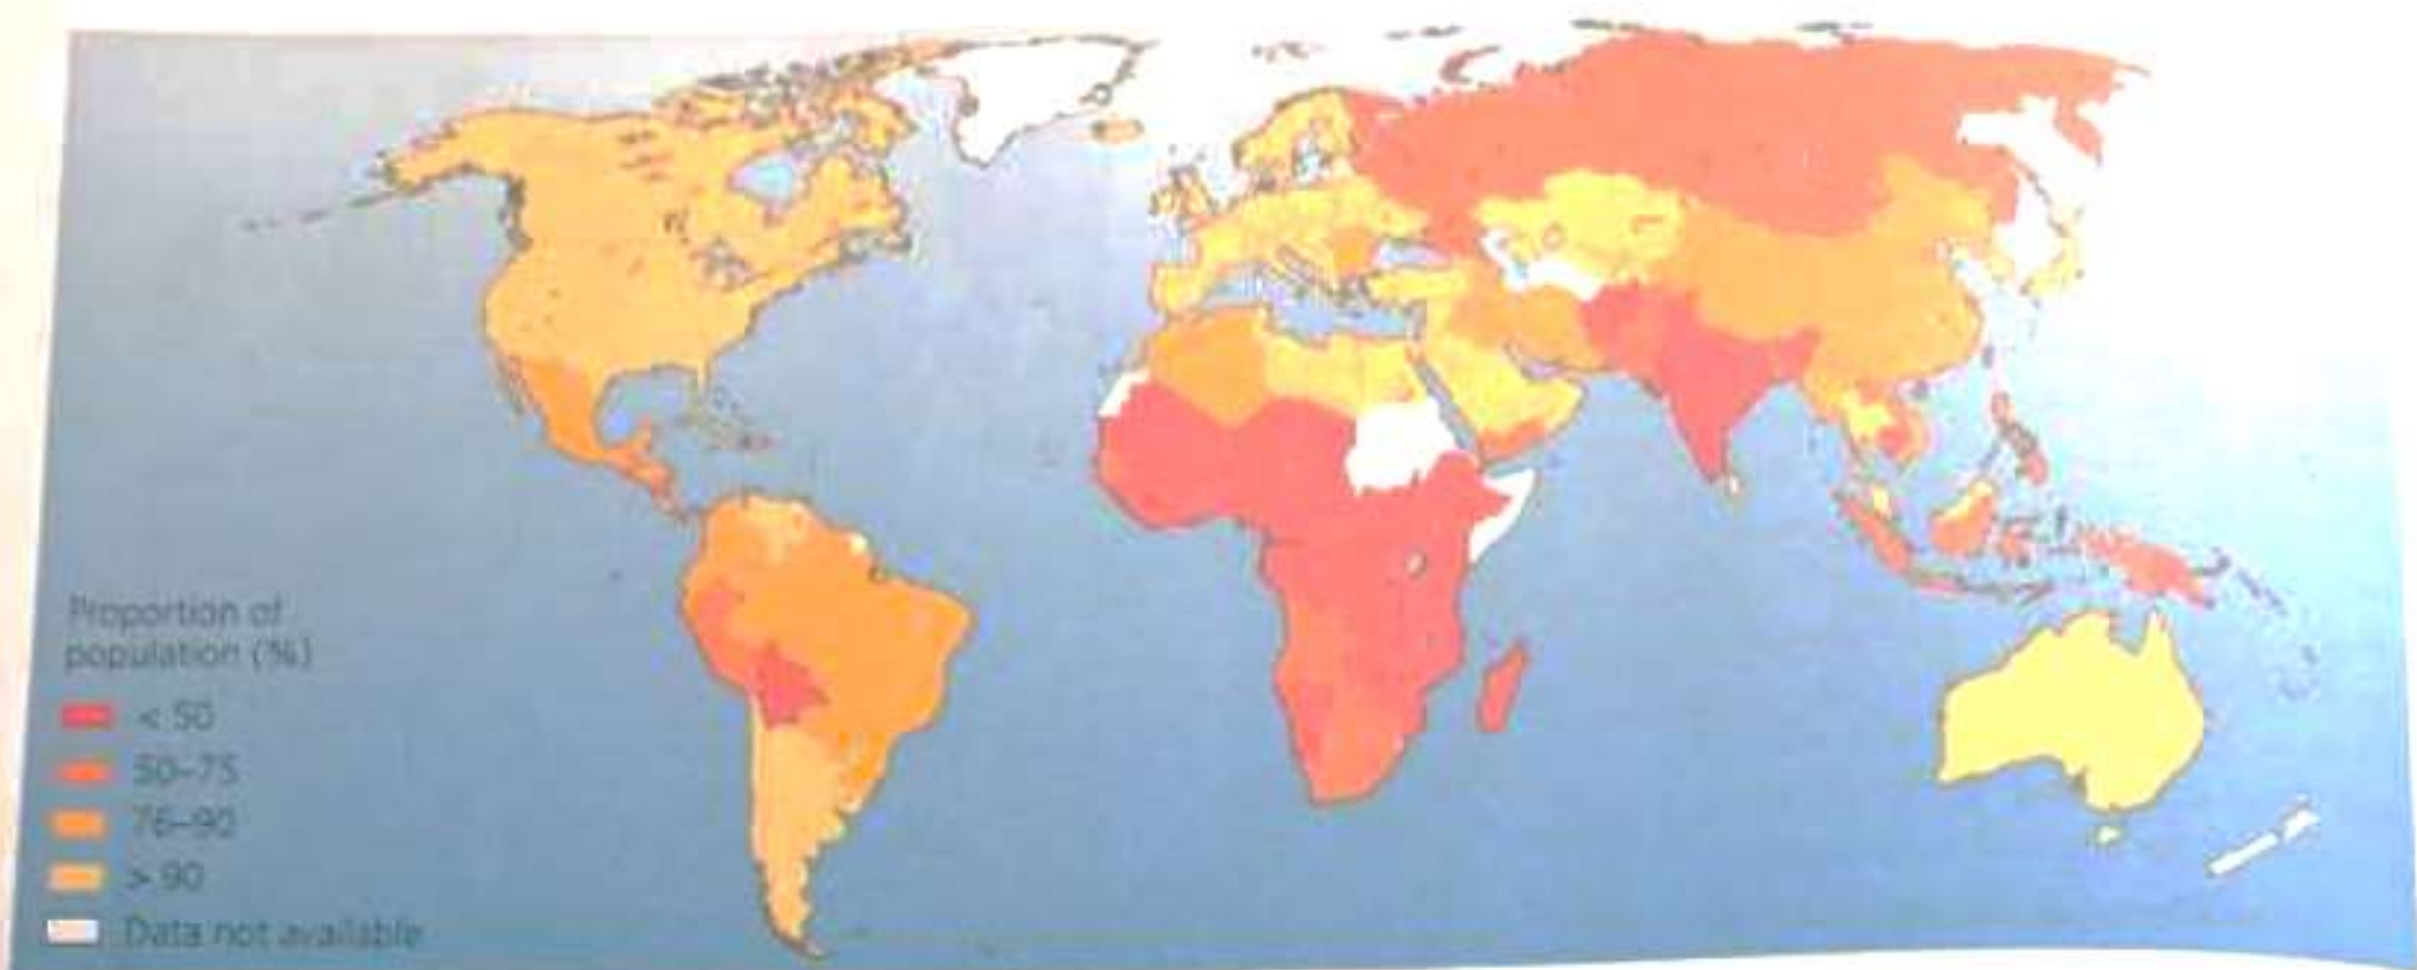 Proportion of
population (%)
< 50
50–75
76–90
> 90
Data not available